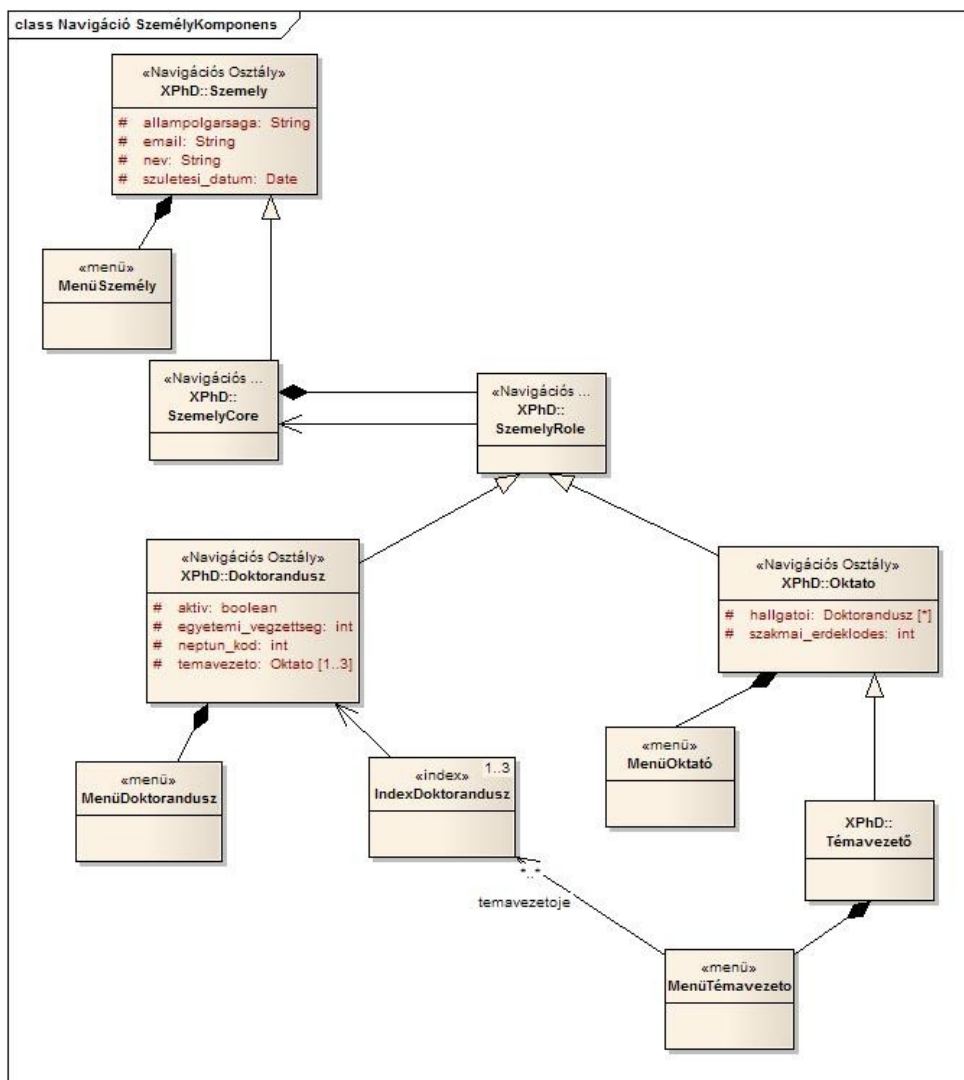 class Navigáció SzemélyKomponens
«Navigációs Osztály»
XPhD::Szemely
# allampolgarsaga: String
# email: String
# nev: String
# születesi_datum: Date
«menü»
MenüSzemély
«Navigációs ...
XPhD::
SzemelyCore
«Navigációs ...
XPhD::
SzemelyRole
«Navigációs Osztály»
XPhD::Doktorandusz
# aktiv: boolean
# egyetemi_vegzettseg: int
# neptun_kod: int
# temavezeto: Oktato [1..3]
«Navigációs Osztály»
XPhD::Oktato
# hallgatoi: Doktorandusz [*]
# szakmai_erdeklodes: int
«menü»
MenüDoktorandusz
«index» 1..3
IndexDoktorandusz
«menü»
MenüOktató
XPhD::
Témavezető
*..*
temavezetoje
«menü»
MenüTémavezeto